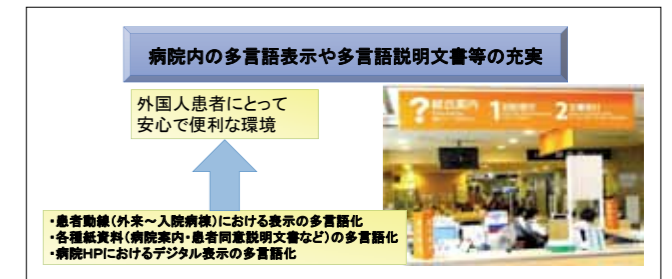 病院内の多言語表示や多言語説明文書等の充実
外国人患者にとって
安心で便利な環境
総合案内 1 2
・患者動線(外来～入院病棟)における表示の多言語化
・各種紙資料(病院案内・患者同意説明文書など)の多言語化
・病院HPにおけるデジタル表示の多言語化